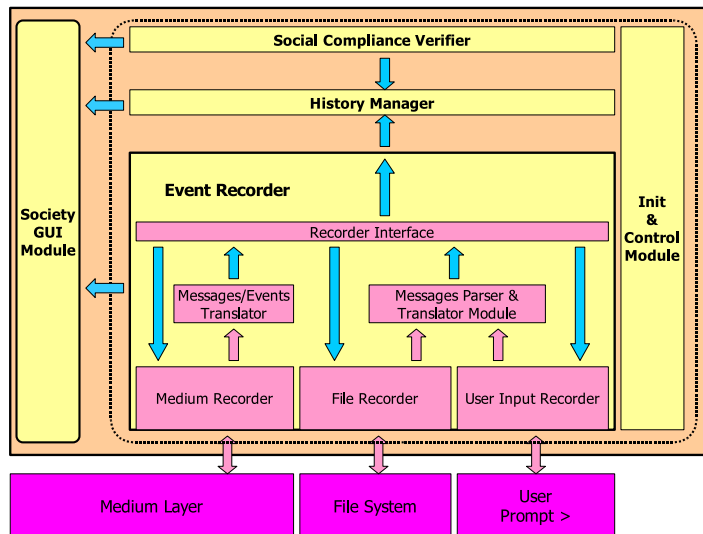 Social Compliance Verifier
History Manager
Event Recorder
Recorder Interface
Society
GUI
Module
Init
&
Control
Module
Messages/Events
Translator
Messages Parser &
Translator Module
Medium Recorder
File Recorder
User Input Recorder
Medium Layer
File System
User
Prompt >